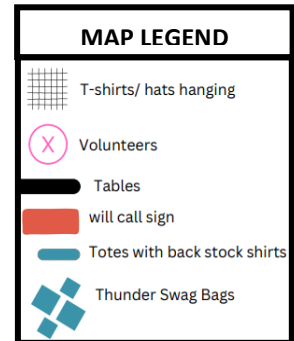 MAP LEGEND
T-shirts/ hats hanging
X
Volunteers
Tables
will call sign
Totes with back stock shirts
Thunder Swag Bags